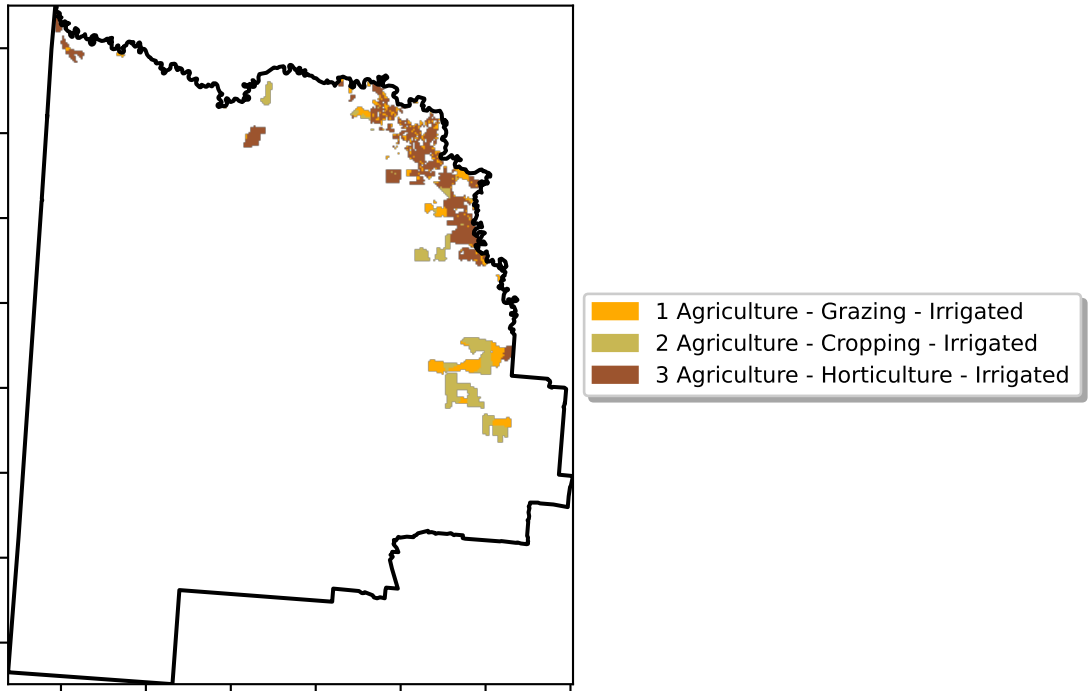 1 Agriculture - Grazing - Irrigated
2 Agriculture - Cropping - Irrigated
3 Agriculture - Horticulture - Irrigated